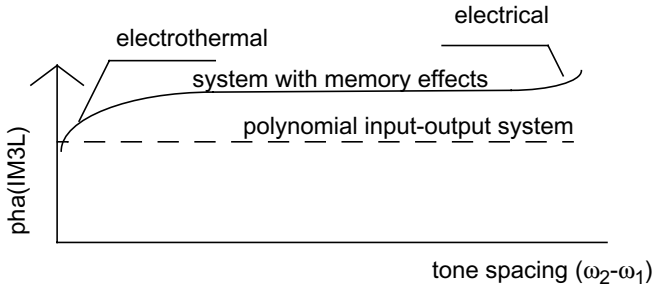 electrical
electrothermal
system with memory effects
polynomial input-output system
pha(IM3L)
tone spacing (ω₂-ω₁)